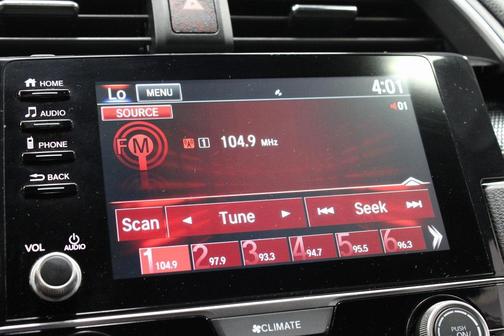 HOME
AUDIO
PHONE
BACK
VOL AUDIO
Lo MENU 4:01
SOURCE 01
FM 1 104.9 MHz
Scan Tune Seek
1 104.9 2 97.9 3 93.3 4 94.7 5 95.5 6 96.3
CLIMATE
PUSH
ON/